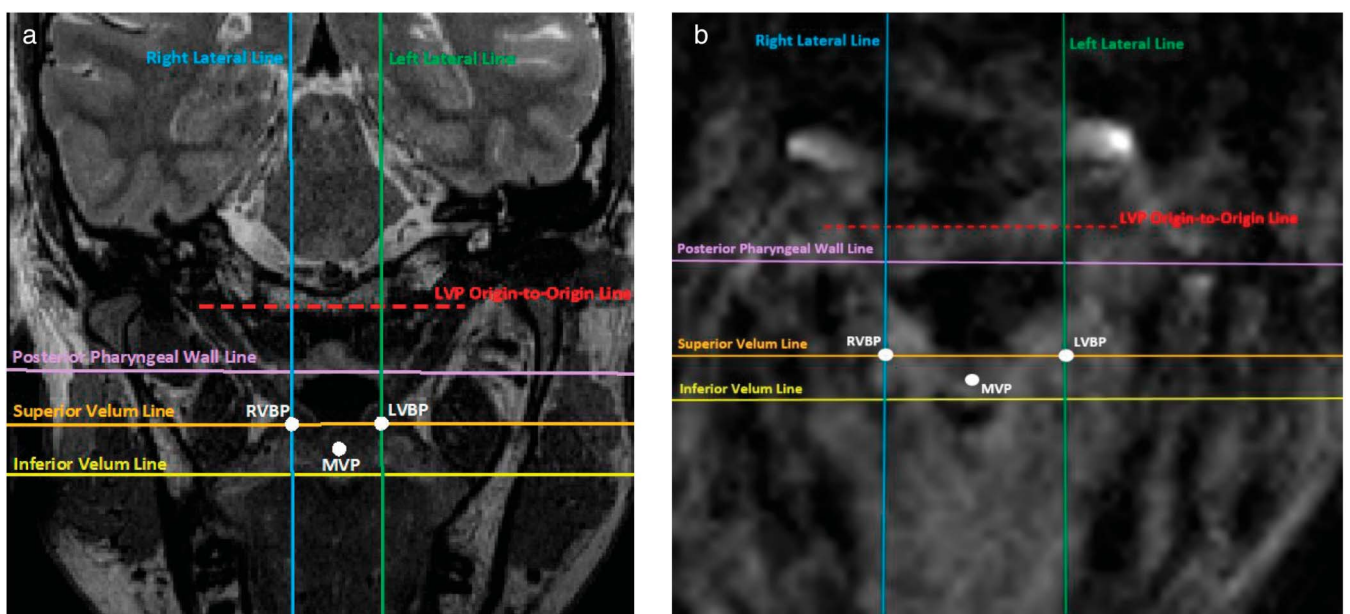 a
Right Lateral Line
Left Lateral Line
LVP Origin-to-Origin Line
Posterior Pharyngeal Wall Line
Superior Velum Line
RVBP
LVBP
Inferior Velum Line
MVP
b
Right Lateral Line
Left Lateral Line
LVP Origin-to-Origin Line
Posterior Pharyngeal Wall Line
Superior Velum Line
RVBP
LVBP
Inferior Velum Line
MVP